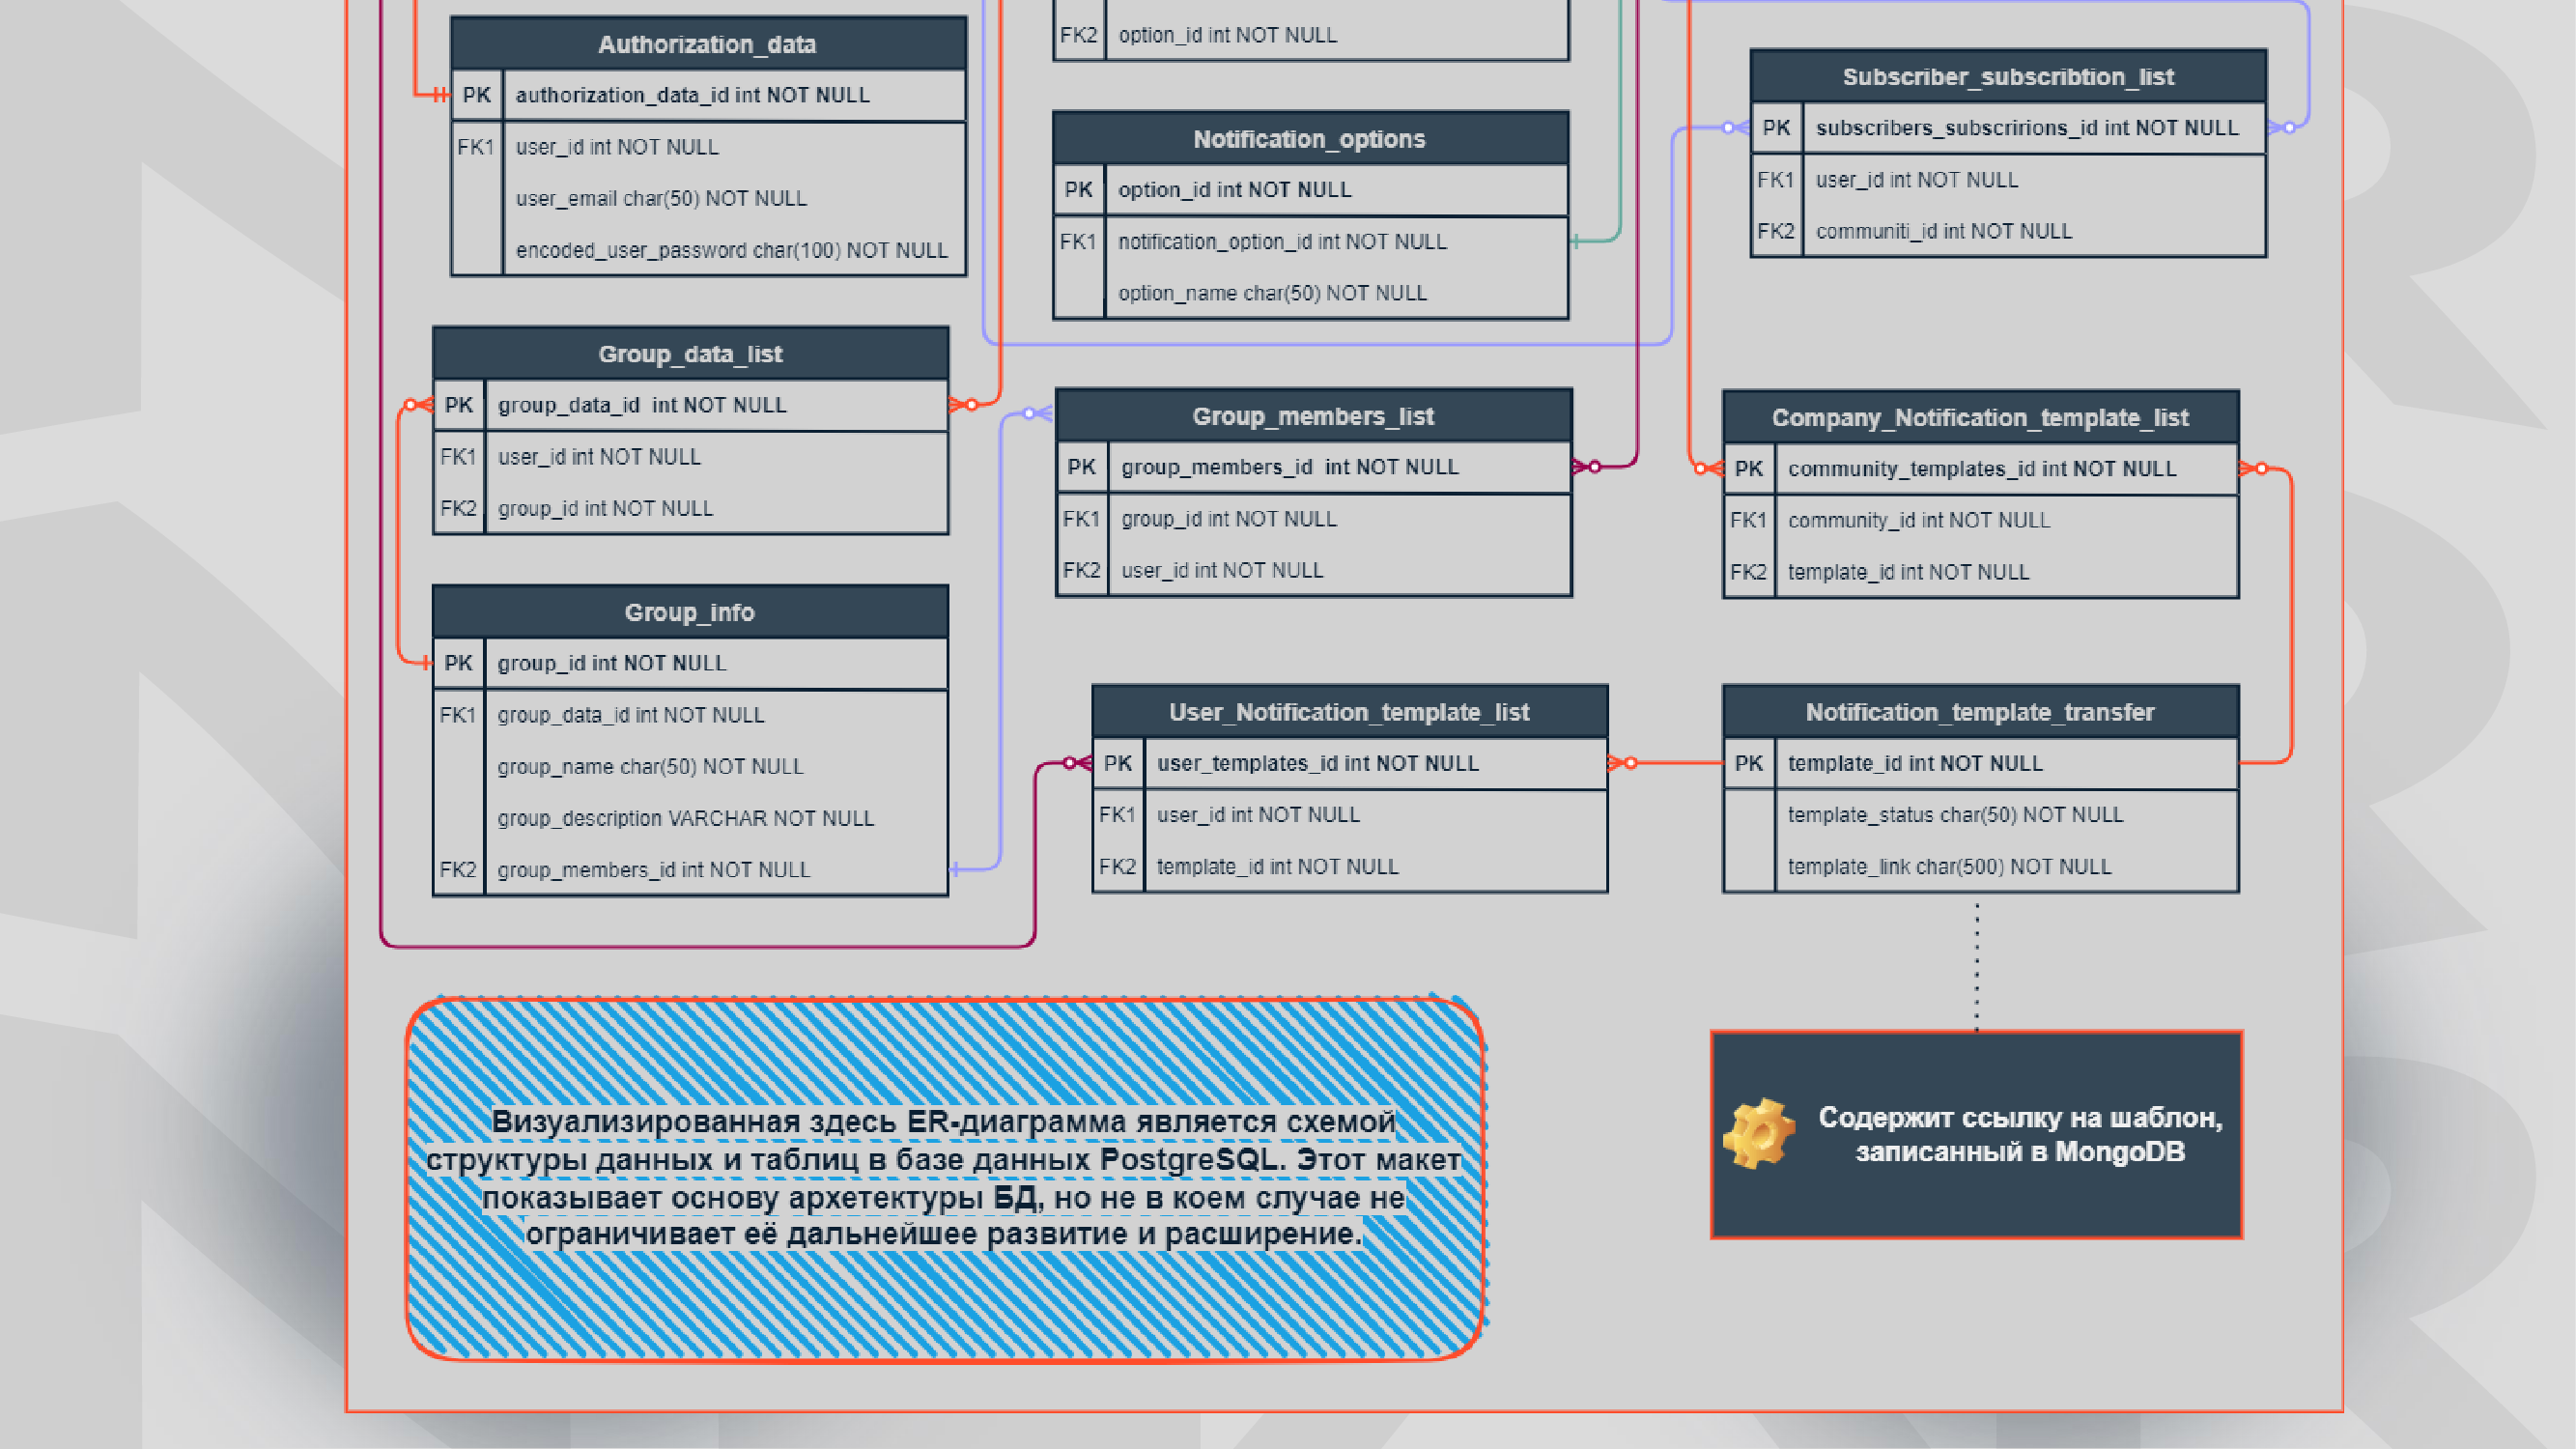 Authorization_data
PK authorization_data_id int NOT NULL
FK1 user_id int NOT NULL
user_email char(50) NOT NULL
encoded_user_password char(100) NOT NULL
FK2 option_id int NOT NULL
Notification_options
PK option_id int NOT NULL
FK1 notification_option_id int NOT NULL
option_name char(50) NOT NULL
Subscriber_subscribtion_list
PK subscribers_subscririons_id int NOT NULL
FK1 user_id int NOT NULL
FK2 communiti_id int NOT NULL
Group_data_list
PK group_data_id int NOT NULL
FK1 user_id int NOT NULL
FK2 group_id int NOT NULL
Group_members_list
PK group_members_id int NOT NULL
FK1 group_id int NOT NULL
FK2 user_id int NOT NULL
Company_Notification_template_list
PK community_templates_id int NOT NULL
FK1 community_id int NOT NULL
FK2 template_id int NOT NULL
Group_info
PK group_id int NOT NULL
FK1 group_data_id int NOT NULL
group_name char(50) NOT NULL
group_description VARCHAR NOT NULL
FK2 group_members_id int NOT NULL
User_Notification_template_list
PK user_templates_id int NOT NULL
FK1 user_id int NOT NULL
FK2 template_id int NOT NULL
Notification_template_transfer
PK template_id int NOT NULL
template_status char(50) NOT NULL
template_link char(500) NOT NULL
Визуализированная здесь ER-диаграмма является схемой
структуры данных и таблиц в базе данных PostgreSQL. Этот макет
показывает основу архетектуры БД, но не в коем случае не
ограничивает её дальнейшее развитие и расширение.
Содержит ссылку на шаблон,
записанный в MongoDB